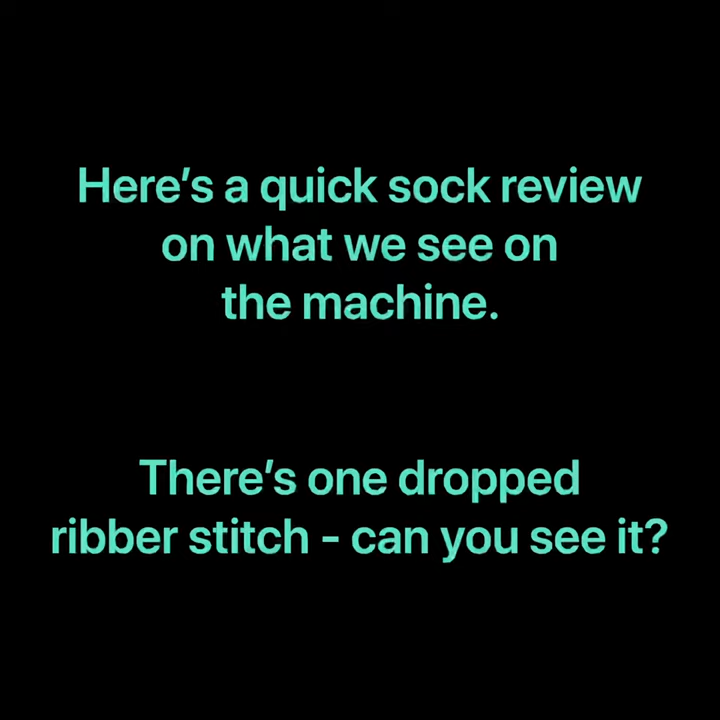 Here’s a quick sock review
on what we see on
the machine.
There’s one dropped
ribber stitch - can you see it?